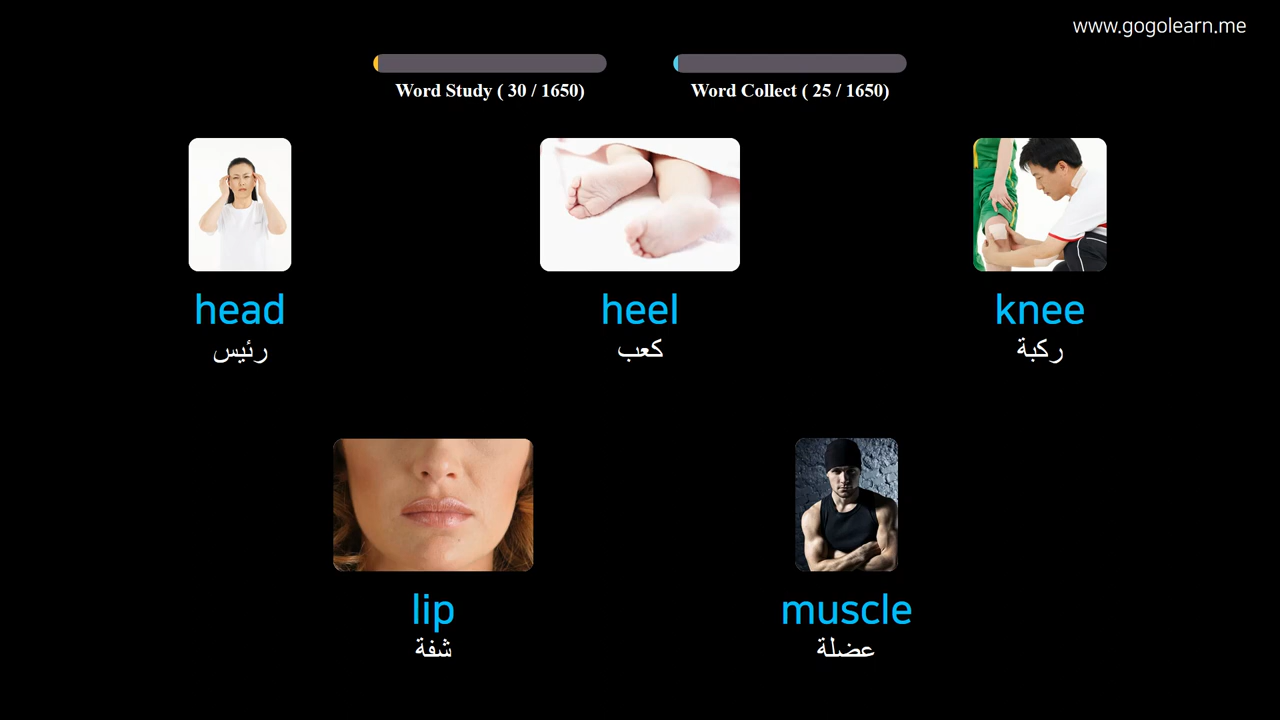 www.gogolearn.me
Word Study ( 30 / 1650)
Word Collect ( 25 / 1650)
head
رئيس
heel
كعب
knee
ركبة
lip
شفة
muscle
عضلة